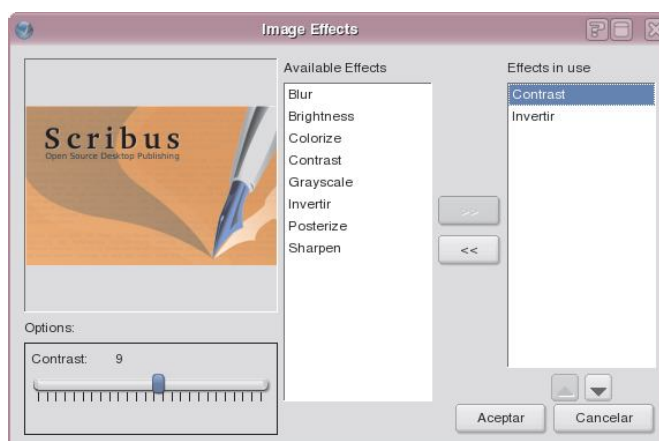 Image Effects
Scribus
Open Source Desktop Publishing
Options:
Contrast: 9
Available Effects
Blur
Brightness
Colorize
Contrast
Grayscale
Invertir
Posterize
Sharpen
>>
<<
Effects in use
Contrast
Invertir
Aceptar
Cancelar